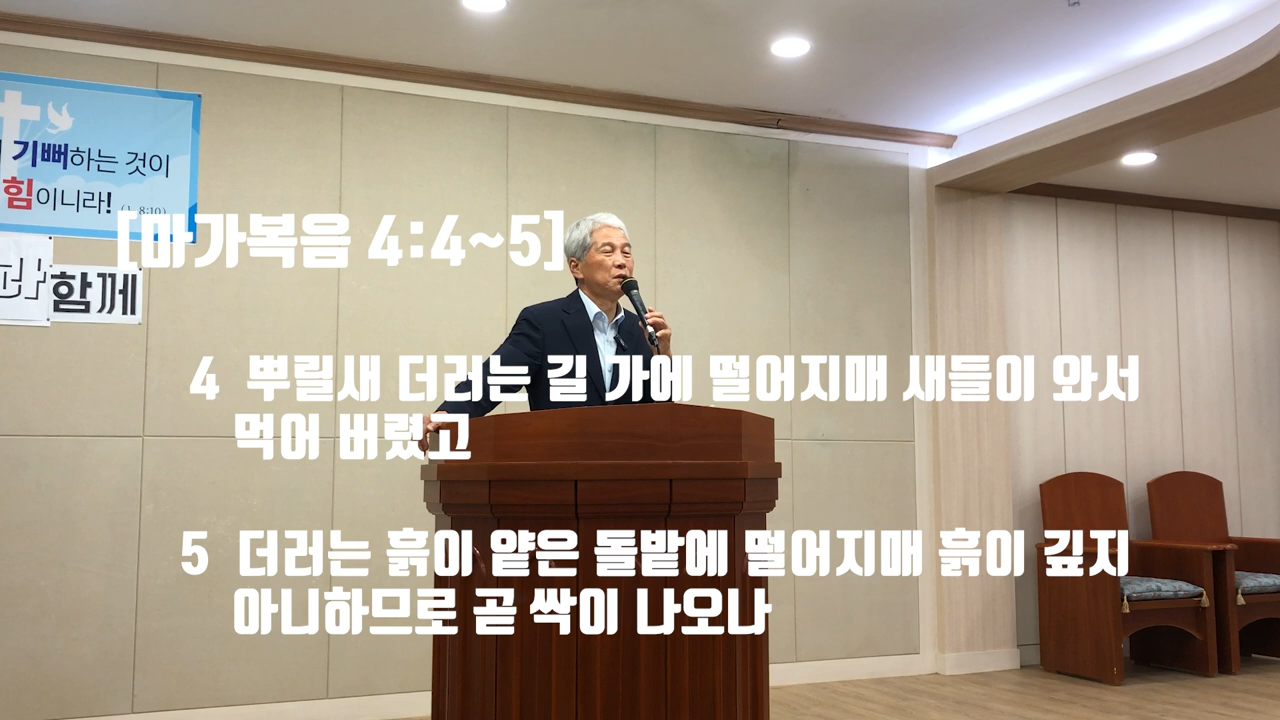 기뻐하는 것이
힘이니라!
8:10)
함께
[마가복음 4:4~5]
4 뿌릴새 더러는 길 가에 떨어지매 새들이 와서
먹어 버렸고
5 더러는 흙이 얕은 돌밭에 떨어지매 흙이 깊지
아니하므로 곧 싹이 나오나